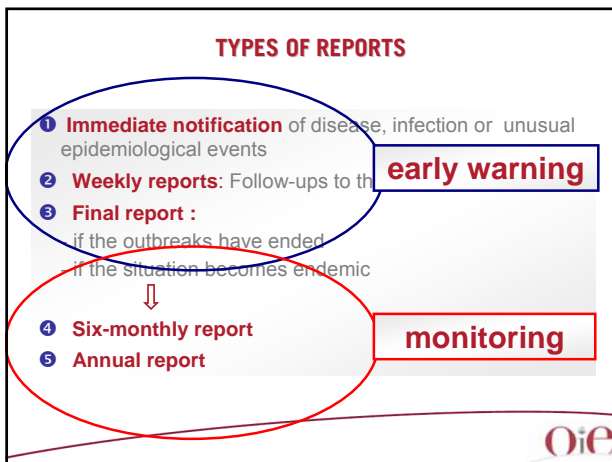 TYPES OF REPORTS
❶ Immediate notification of disease, infection or unusual
epidemiological events
❷ Weekly reports: Follow-ups to th
early warning
❸ Final report :
- if the outbreaks have ended
- if the situation becomes endemic
⇩
❹ Six-monthly report
monitoring
❺ Annual report
Oie